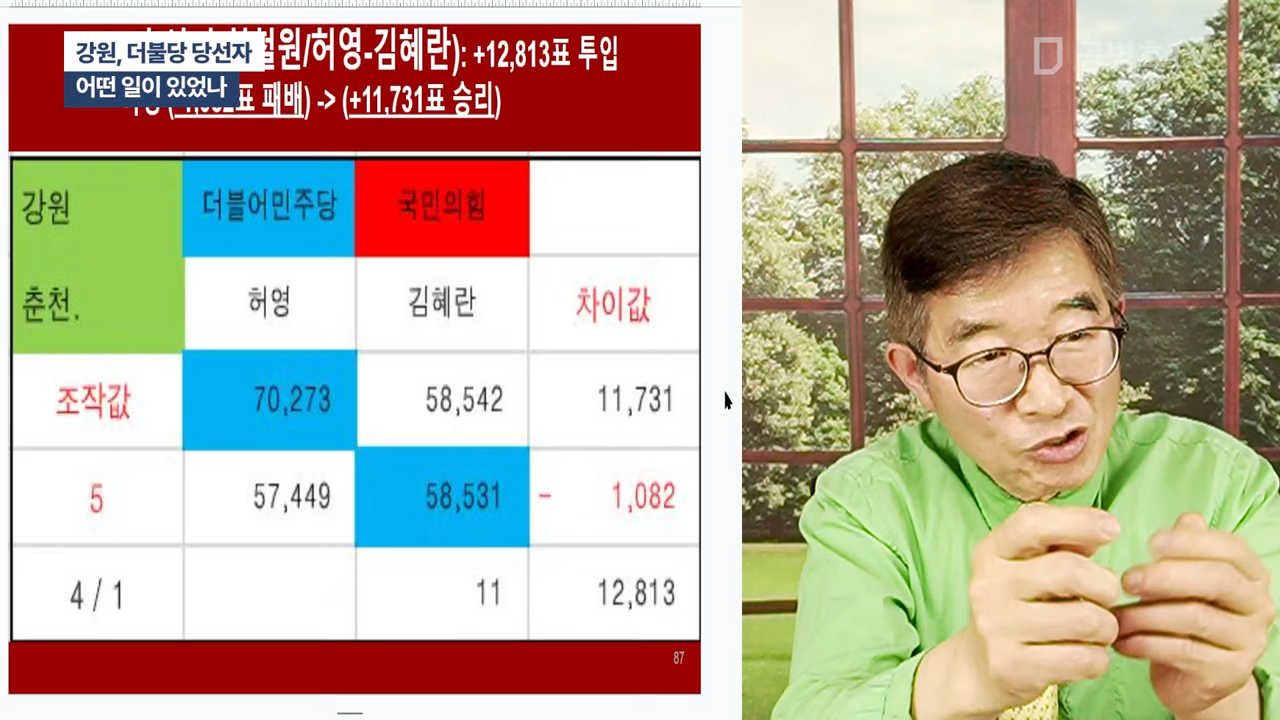 강원, 더불당 당선자
어떤 일이 있었나
철원/허영-김혜란): +12,813표 투입
표 패배) -> (+11,731표 승리)
강원 더블어민주당 국민의힘
춘천. 허영 김혜란 차이값
조작값 70,273 58,542 11,731
5 57,449 58,531 - 1,082
4 / 1 11 12,813
87